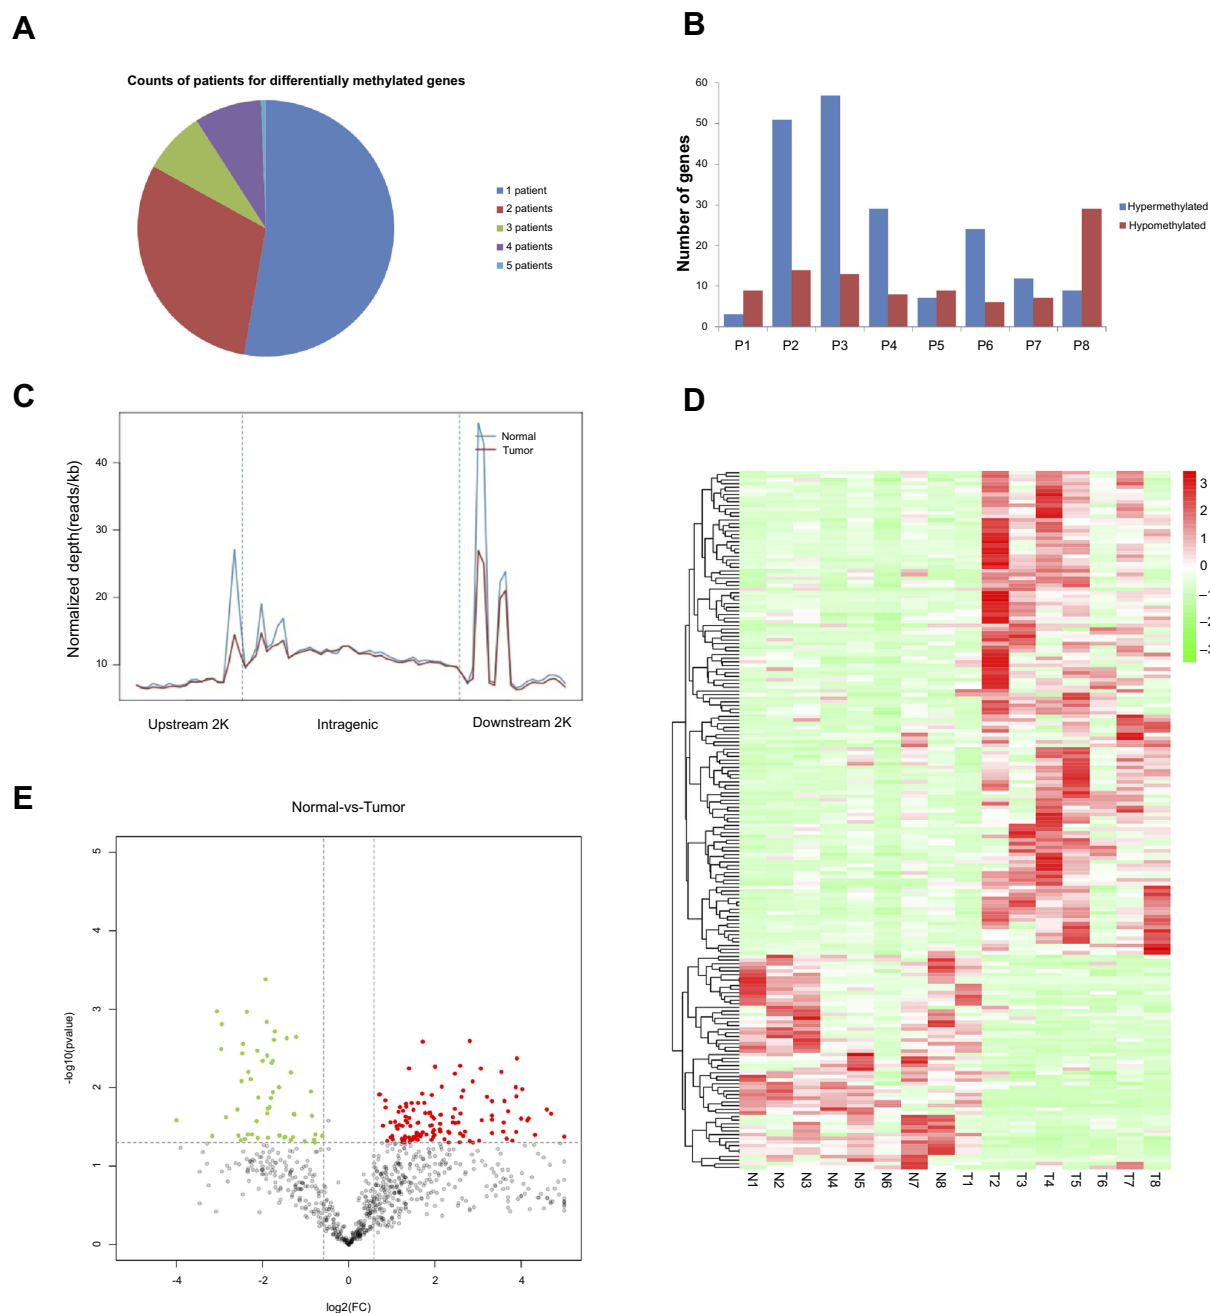 A
Counts of patients for differentially methylated genes
1 patient
2 patients
3 patients
4 patients
5 patients
B
Number of genes
60
50
40
30
20
10
0
P1 P2 P3 P4 P5 P6 P7 P8
Hypermethylated
Hypomethylated
C
Normalized depth(reads/kb)
40
30
20
10
Normal
Tumor
Upstream 2K Intragenic Downstream 2K
D
3
2
1
0
−1
−2
−3
N1 N2 N3 N4 N5 N6 N7 N8 T1 T2 T3 T4 T5 T6 T7 T8
E
Normal-vs-Tumor
-log10(pvalue)
5
4
3
2
1
0
-4 -2 0 2 4
log2(FC)